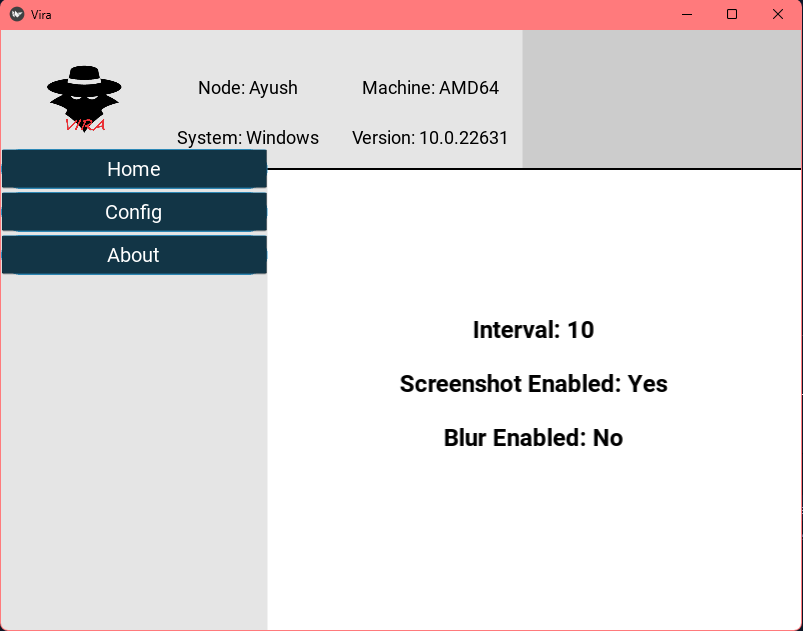 Vira
Node: Ayush Machine: AMD64
VIRA
System: Windows Version: 10.0.22631
Home
Config
About
Interval: 10
Screenshot Enabled: Yes
Blur Enabled: No